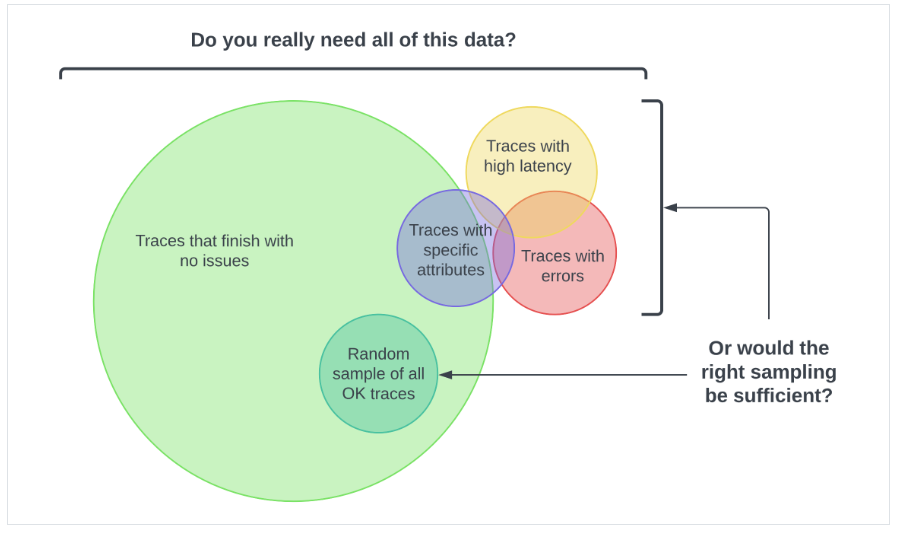 Do you really need all of this data?
Traces with
high latency
Traces that finish with
no issues
Traces with
specific
attributes
Traces with
errors
Random
sample of all
OK traces
Or would the
right sampling
be sufficient?